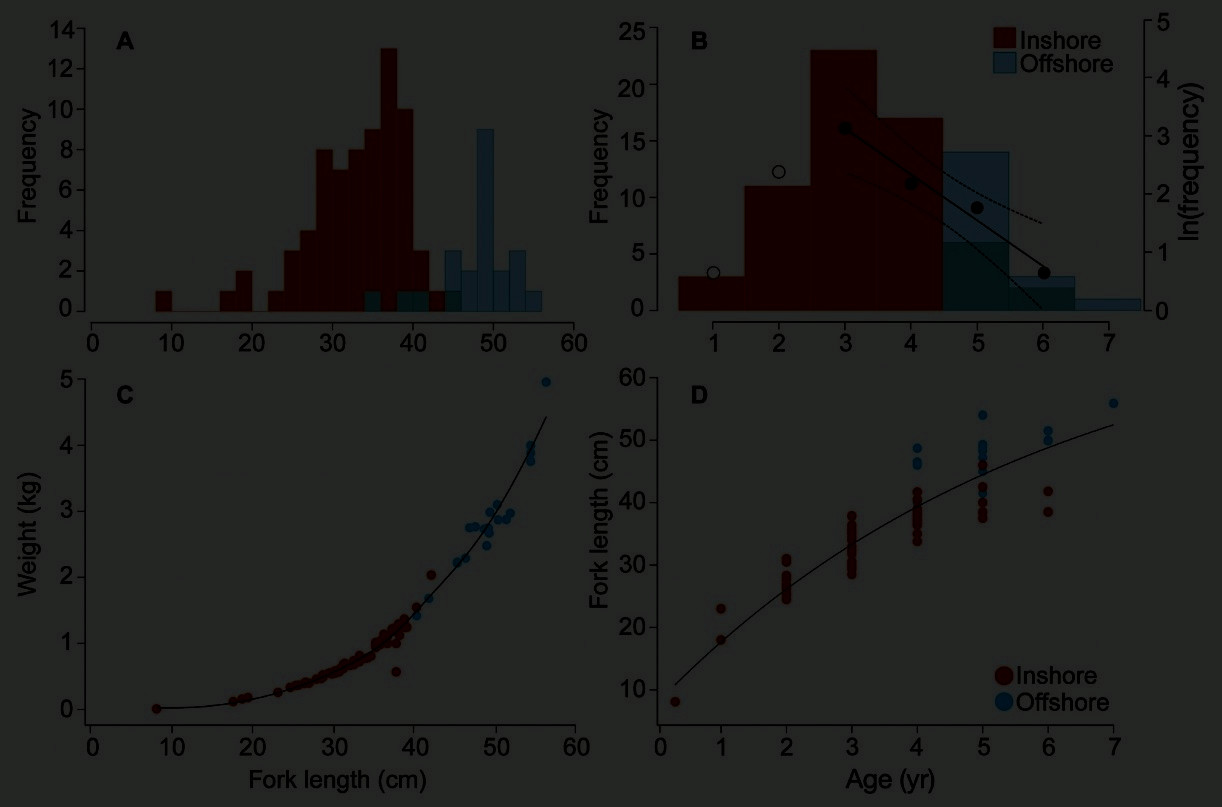 A
Frequency
14
12
10
8
6
4
2
0
0 10 20 30 40 50 60
B
Inshore
Offshore
Frequency
25
20
15
10
5
0
ln(frequency)
5
4
3
2
1
0
1 2 3 4 5 6 7
C
Weight (kg)
5
4
3
2
1
0
0 10 20 30 40 50 60
Fork length (cm)
D
Fork length (cm)
60
50
40
30
20
10
Inshore
Offshore
0 1 2 3 4 5 6 7
Age (yr)